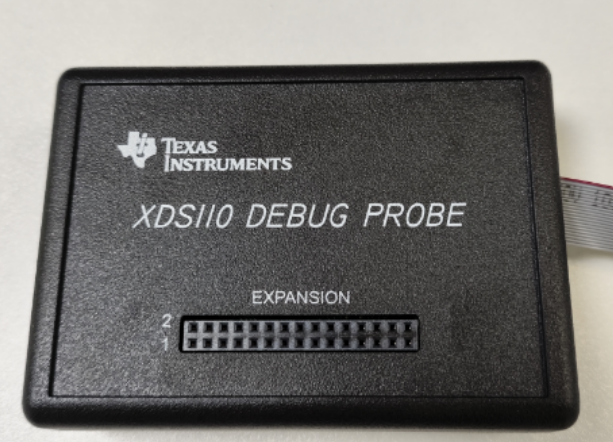 TEXAS
INSTRUMENTS
XDS110 DEBUG PROBE
EXPANSION
2
1